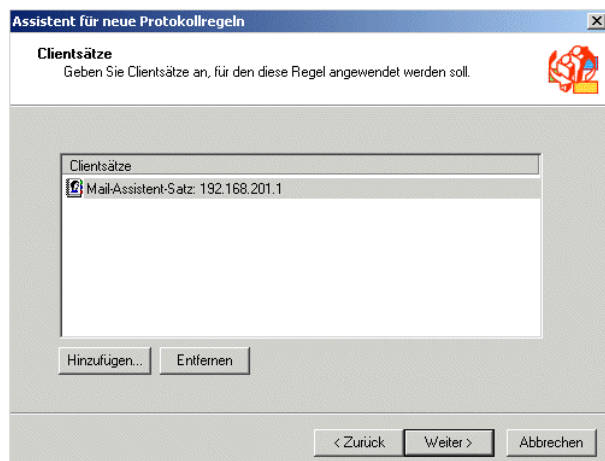 Assistent für neue Protokollregeln
Clientsätze
Geben Sie Clientsätze an, für den diese Regel angewendet werden soll.
Clientsätze
Mail-Assistent-Satz: 192.168.201.1
Hinzufügen... Entfernen
< Zurück Weiter > Abbrechen